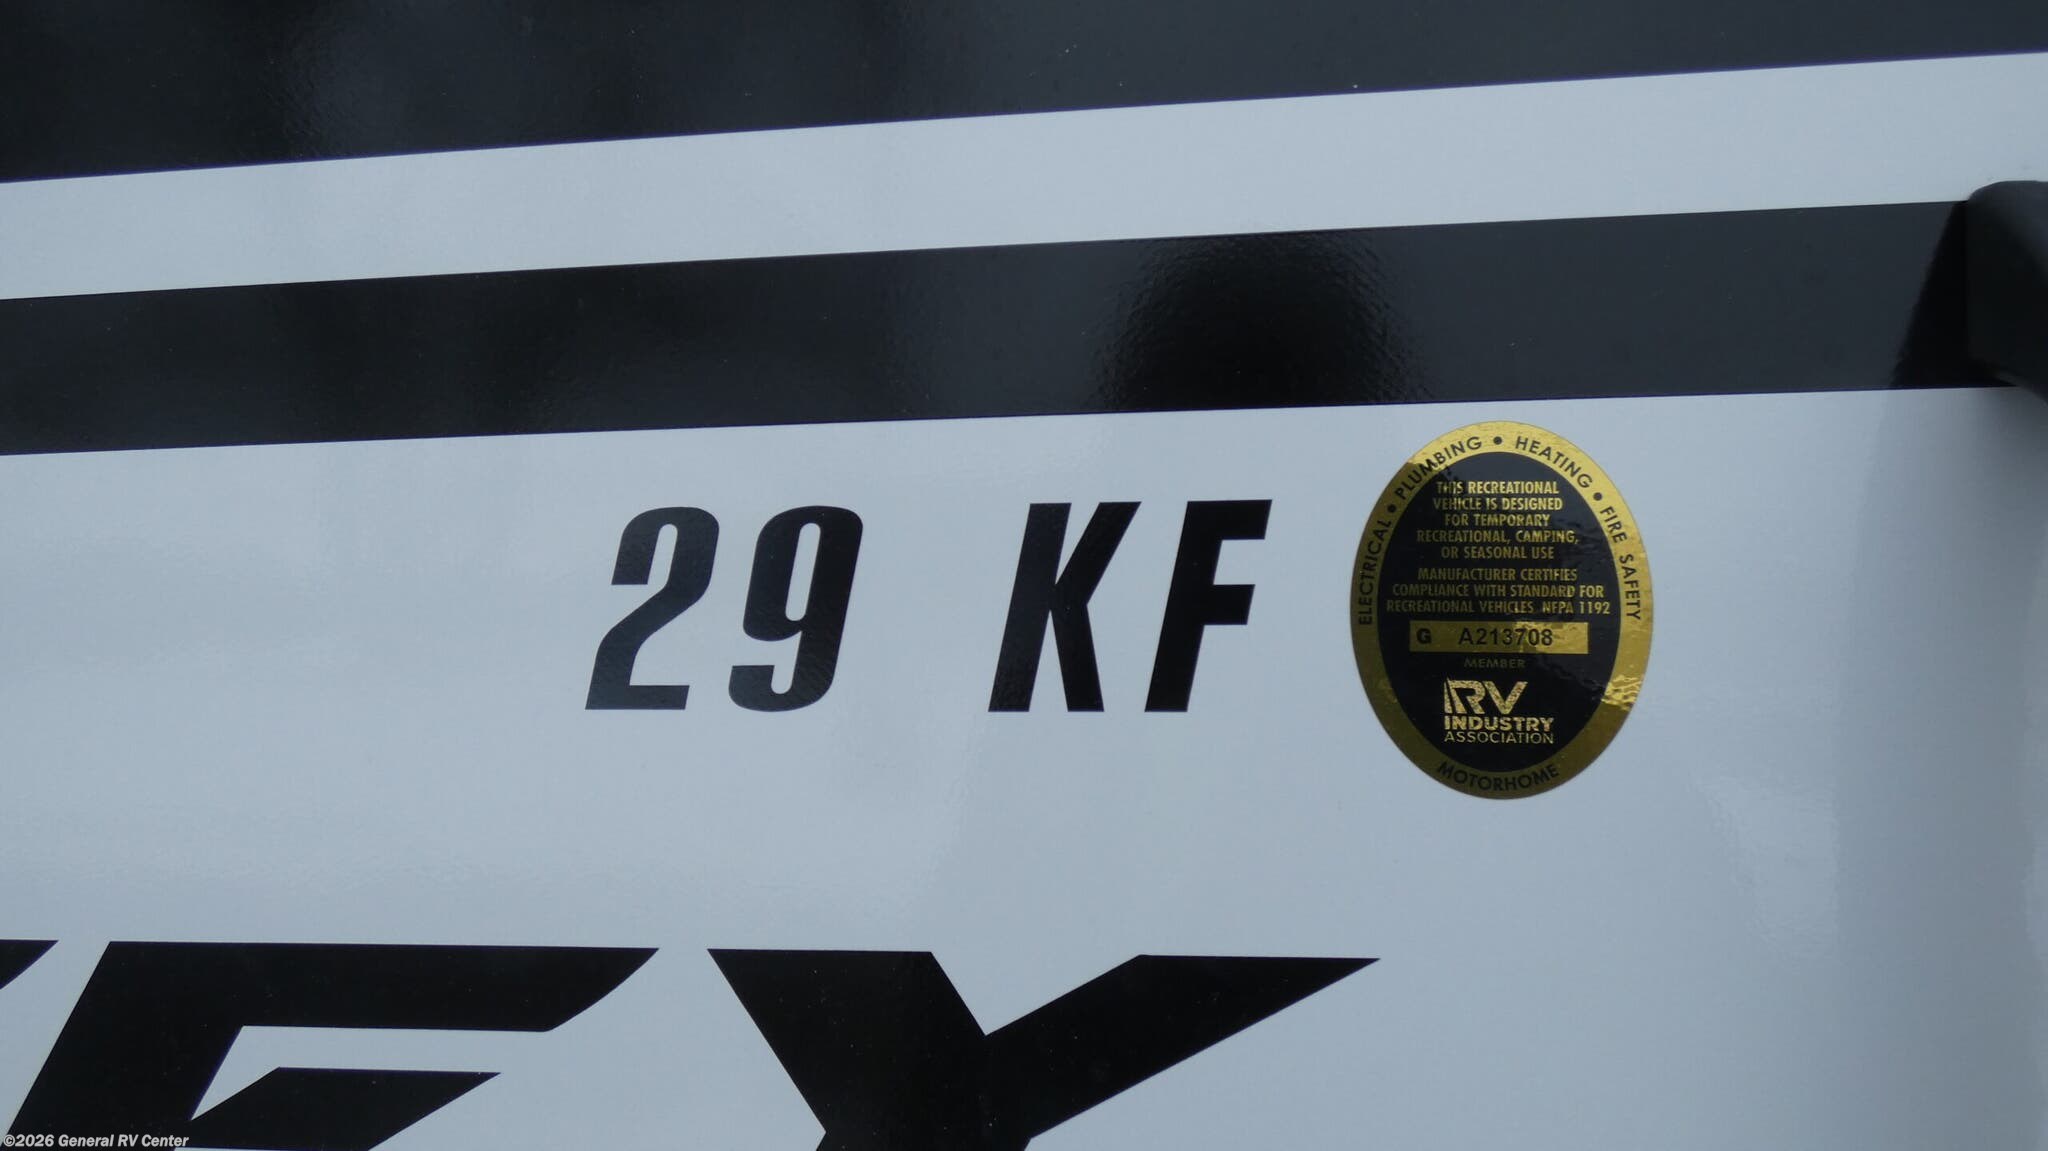 29 KF
ELECTRICAL • PLUMBING • HEATING • FIRE SAFETY
THIS RECREATIONAL
VEHICLE IS DESIGNED
FOR TEMPORARY
RECREATIONAL, CAMPING,
OR SEASONAL USE
MANUFACTURER CERTIFIES
COMPLIANCE WITH STANDARD FOR
RECREATIONAL VEHICLES NFPA 1192
G A213708
MEMBER
RV
INDUSTRY
ASSOCIATION
MOTORHOME
©2026 General RV Center